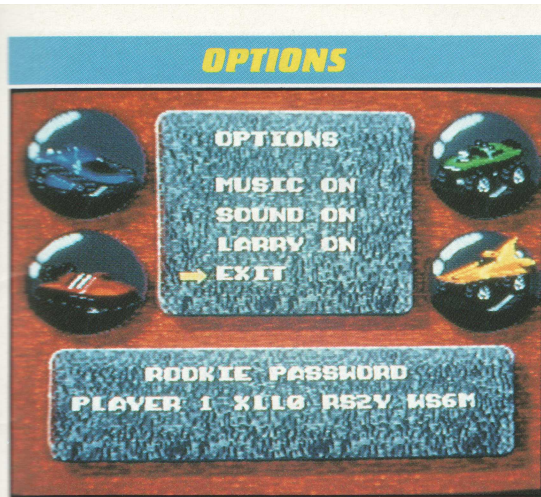 OPTIONS
OPTIONS
MUSIC ON
SOUND ON
LARRY ON
EXIT
ROOKIE PASSWORD
PLAYER 1 XLL0 RS2Y WS6M